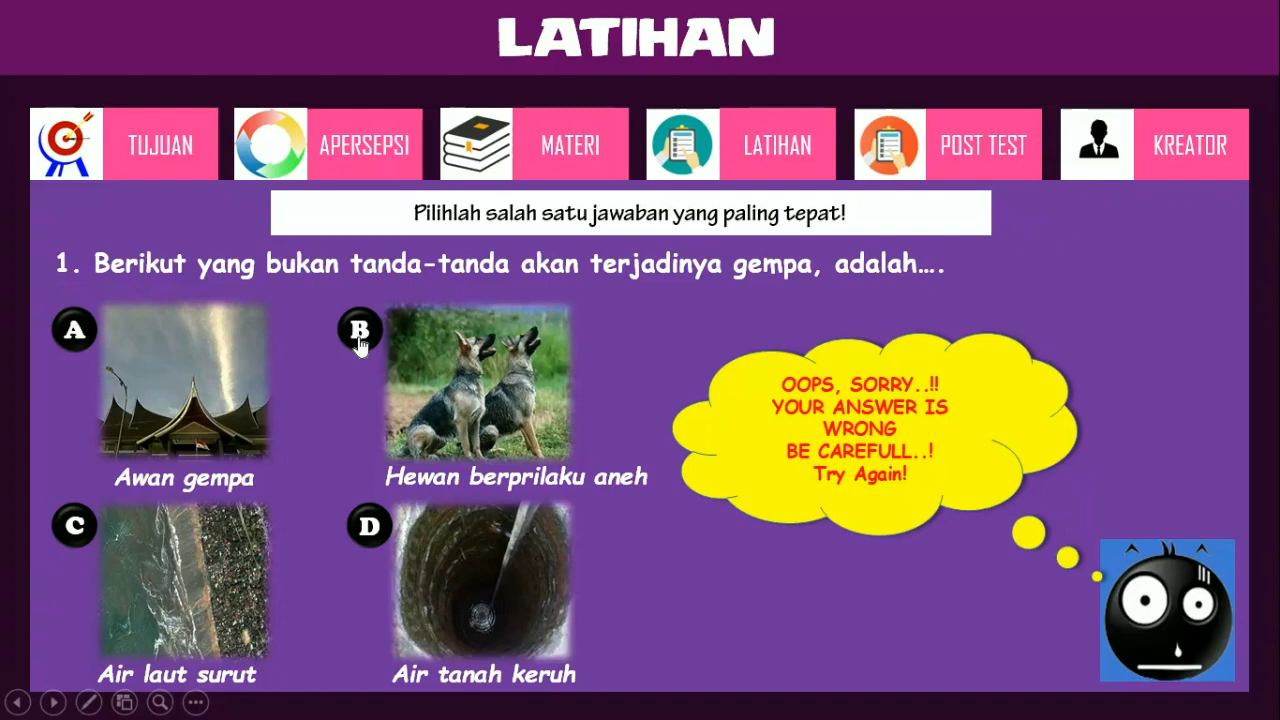 LATIHAN
TUJUAN
APERSEPSI
MATERI
LATIHAN
POST TEST
KREATOR
Pilihlah salah satu jawaban yang paling tepat!
1. Berikut yang bukan tanda-tanda akan terjadinya gempa, adalah….
A
B
Awan gempa
Hewan berprilaku aneh
C
D
Air laut surut
Air tanah keruh
OOPS, SORRY..!!
YOUR ANSWER IS
WRONG
BE CAREFULL..!
Try Again!